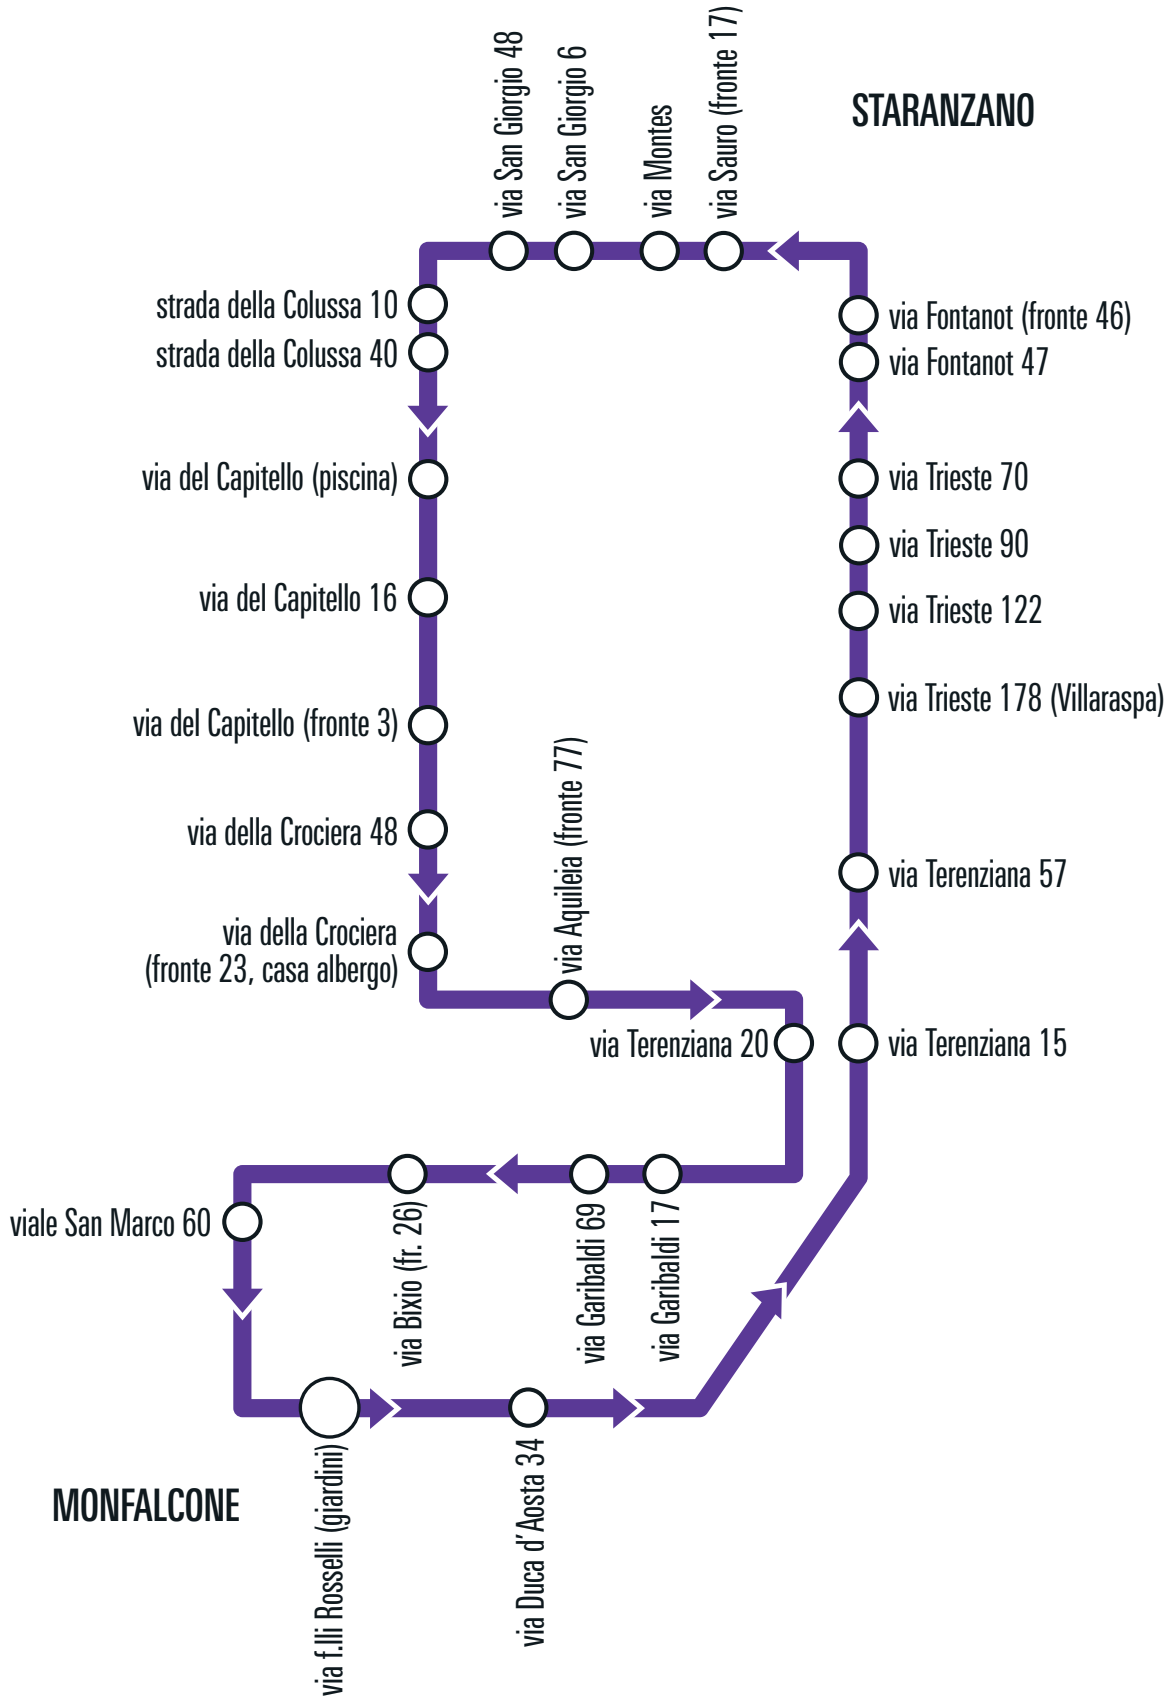 via San Giorgio 48
via San Giorgio 6
via Montes
via Sauro (fronte 17)
STARANZANO
strada della Colussa 10
strada della Colussa 40
via Fontanot (fronte 46)
via Fontanot 47
via del Capitello (piscina)
via Trieste 70
via Trieste 90
via del Capitello 16
via Trieste 122
via Trieste 178 (Villaraspa)
via del Capitello (fronte 3)
via della Crociera 48
via Aquileia (fronte 77)
via Terenziana 57
via della Crociera
(fronte 23, casa albergo)
via Terenziana 20
via Terenziana 15
viale San Marco 60
via Bixio (fr. 26)
via Garibaldi 69
via Garibaldi 17
MONFALCONE
via f.lli Rosselli (giardini)
via Duca d'Aosta 34